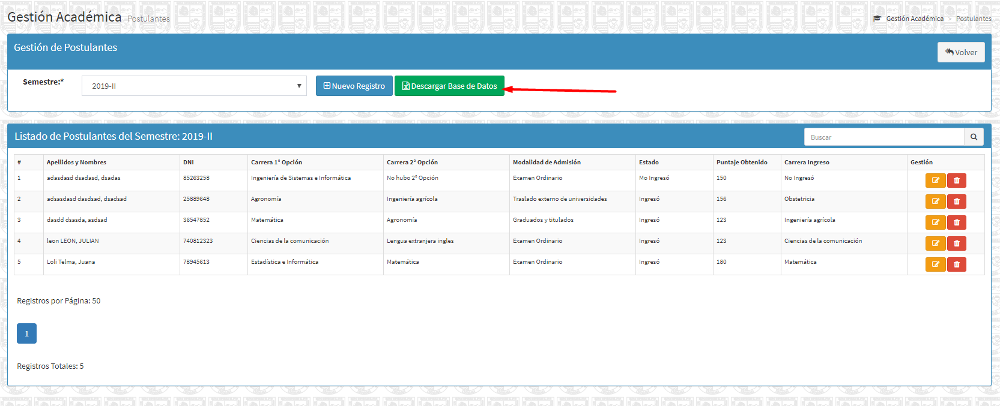 Gestión Académica Postulantes
Gestión Académica > Postulantes
Gestión de Postulantes
Volver
Semestre:* 2019-II Nuevo Registro Descargar Base de Datos
Listado de Postulantes del Semestre: 2019-II Buscar
# Apellidos y Nombres DNI Carrera 1° Opción Carrera 2° Opción Modalidad de Admisión Estado Puntaje Obtenido Carrera Ingreso Gestión
1 adasdasd dsadasd, dsadas 85263258 Ingeniería de Sistemas e Informática No hubo 2° Opción Examen Ordinario Mo Ingresó 150 No Ingresó
2 adsasdasd dasdsad, dsadsad 25889648 Agronomía Ingeniería agrícola Traslado externo de universidades Ingresó 156 Obstetricia
3 dasdd dsasda, asdsad 36547852 Matemática Agronomía Graduados y titulados Ingresó 123 Ingeniería agrícola
4 leon LEON, JULIAN 740812323 Ciencias de la comunicación Lengua extranjera ingles Examen Ordinario Ingresó 123 Ciencias de la comunicación
5 Loli Telma, Juana 78945613 Estadística e Informática Matemática Examen Ordinario Ingresó 180 Matemática
Registros por Página: 50
1
Registros Totales: 5